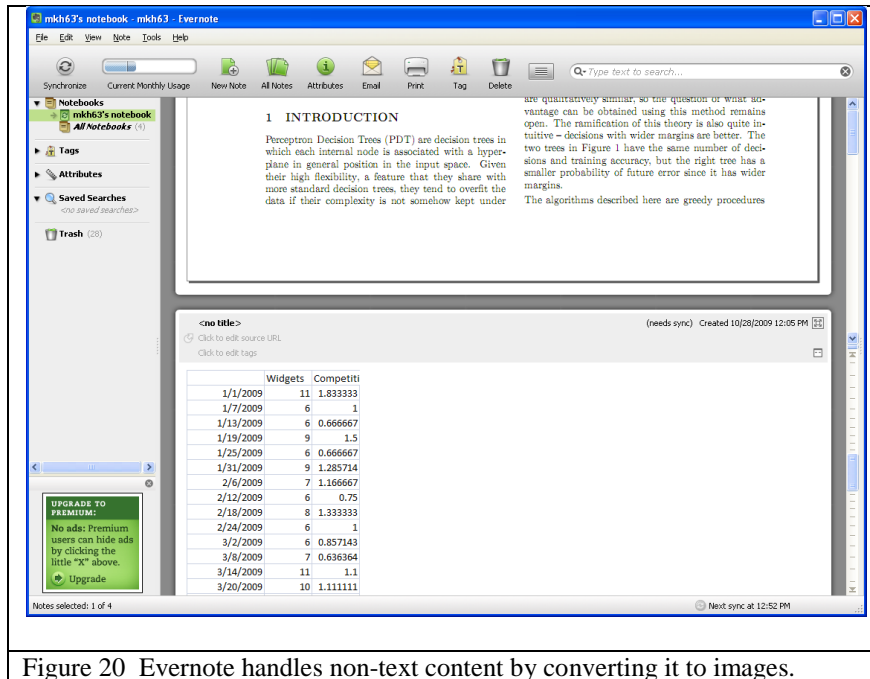 mkh63's notebook - mkh63 - Evernote
File Edit View Note Tools Help
Synchronize Current Monthly Usage New Note All Notes Attributes Email Print Tag Delete
Type text to search...
Notebooks
mkh63's notebook
All Notebooks (4)
Tags
Attributes
Saved Searches
<no saved searches>
Trash (28)
UPGRADE TO
PREMIUM:
No ads: Premium
users can hide ads
by clicking the
little "X" above.
Upgrade
1 INTRODUCTION
Perceptron Decision Trees (PDT) are decision trees in
which each internal node is associated with a hyper-
plane in general position in the input space. Given
their high flexibility, a feature that they share with
more standard decision trees, they tend to overfit the
data if their complexity is not somehow kept under
are qualitatively similar, so the question of what ad-
vantage can be obtained using this method remains
open. The ramification of this theory is also quite in-
tuitive – decisions with wider margins are better. The
two trees in Figure 1 have the same number of deci-
sions and training accuracy, but the right tree has a
smaller probability of future error since it has wider
margins.
The algorithms described here are greedy procedures
<no title> (needs sync) Created 10/28/2009 12:05 PM
Click to edit source URL
Click to edit tags
Widgets Competiti
1/1/2009 11 1.833333
1/7/2009 6 1
1/13/2009 6 0.666667
1/19/2009 9 1.5
1/25/2009 6 0.666667
1/31/2009 9 1.285714
2/6/2009 7 1.166667
2/12/2009 6 0.75
2/18/2009 8 1.333333
2/24/2009 6 1
3/2/2009 6 0.857143
3/8/2009 7 0.636364
3/14/2009 11 1.1
3/20/2009 10 1.111111
Notes selected: 1 of 4 Next sync at 12:52 PM
Figure 20 Evernote handles non-text content by converting it to images.